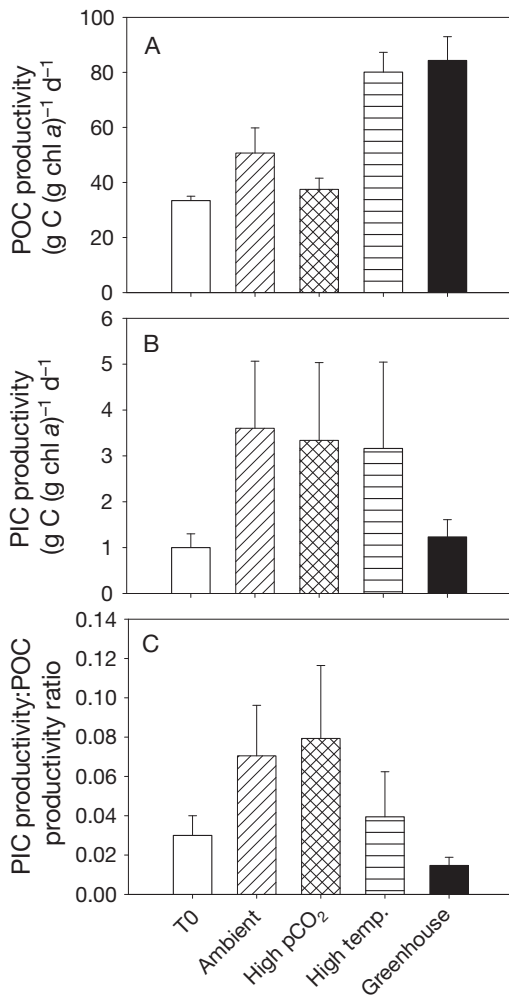 A
POC productivity
(g C (g chl a)⁻¹ d⁻¹
100
80
60
40
20
0
B
PIC productivity
(g C (g chl a)⁻¹ d⁻¹
6
5
4
3
2
1
0
C
PIC productivity:POC
productivity ratio
0.14
0.12
0.10
0.08
0.06
0.04
0.02
0.00
T0
Ambient
High pCO₂
High temp.
Greenhouse